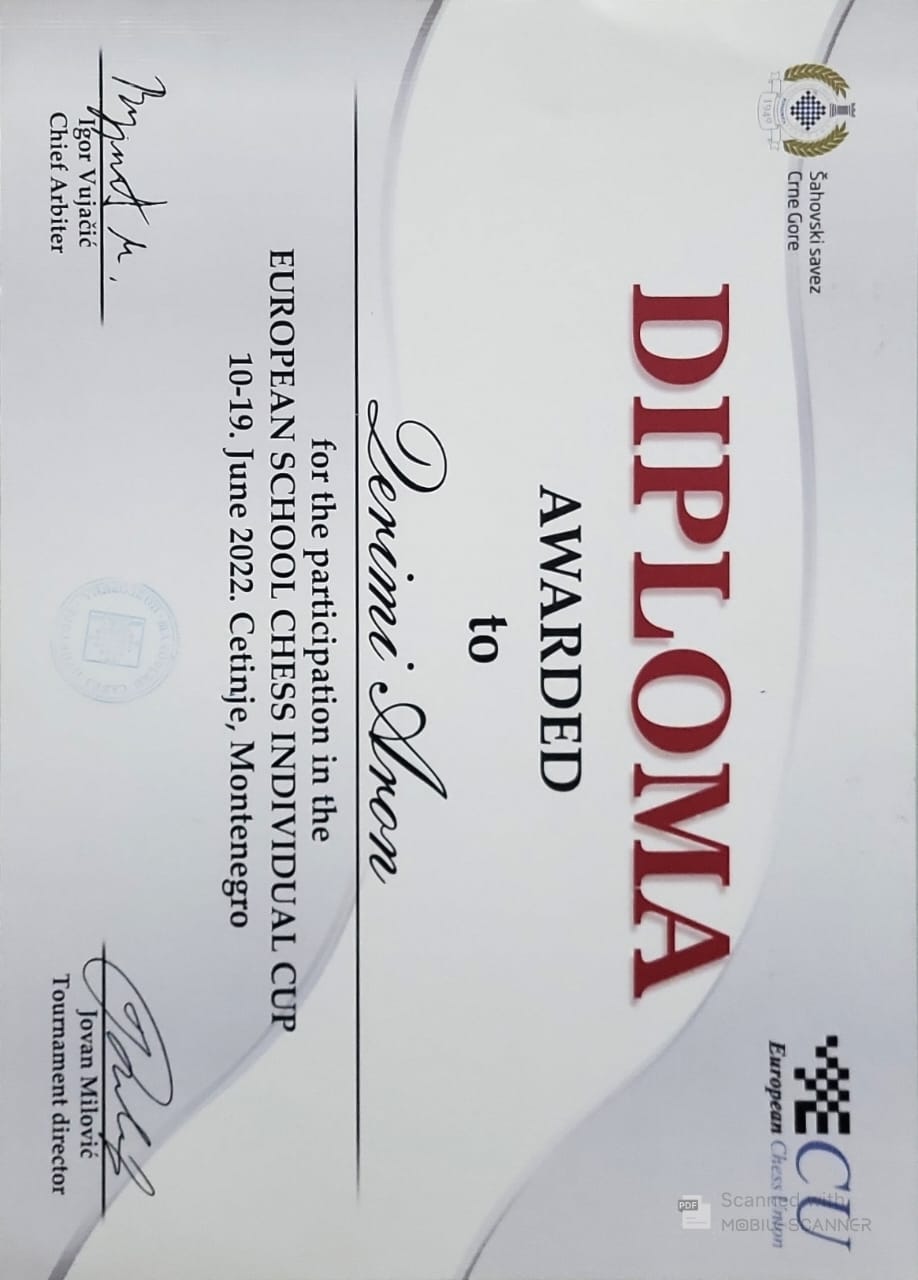 Šahovski savez
Crne Gore
1949
ECU
European Chess Union
Scanned with
M@BILE SCANNER
PDF
DIPLOMA
AWARDED
to
Qerimi Aron
for the participation in the
EUROPEAN SCHOOL CHESS INDIVIDUAL CUP
10-19. June 2022. Cetinje, Montenegro
Igor Vujačić
Chief Arbiter
Jovan Milović
Tournament director